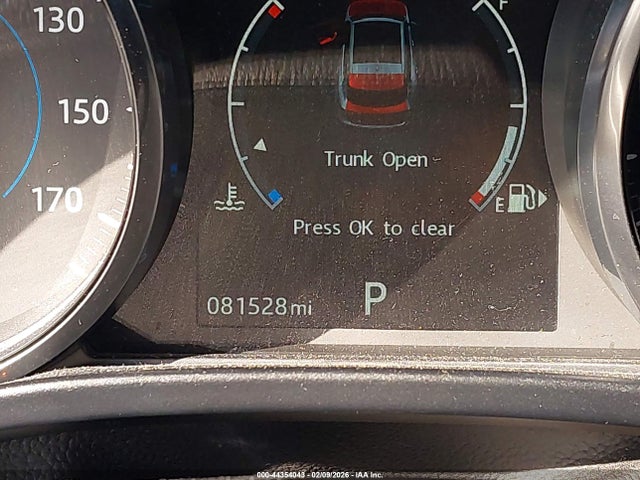 130
150
170
F
Trunk Open
E
Press OK to clear
081528mi
P
000-44354043 - 02/09/2026 - IAA Inc.